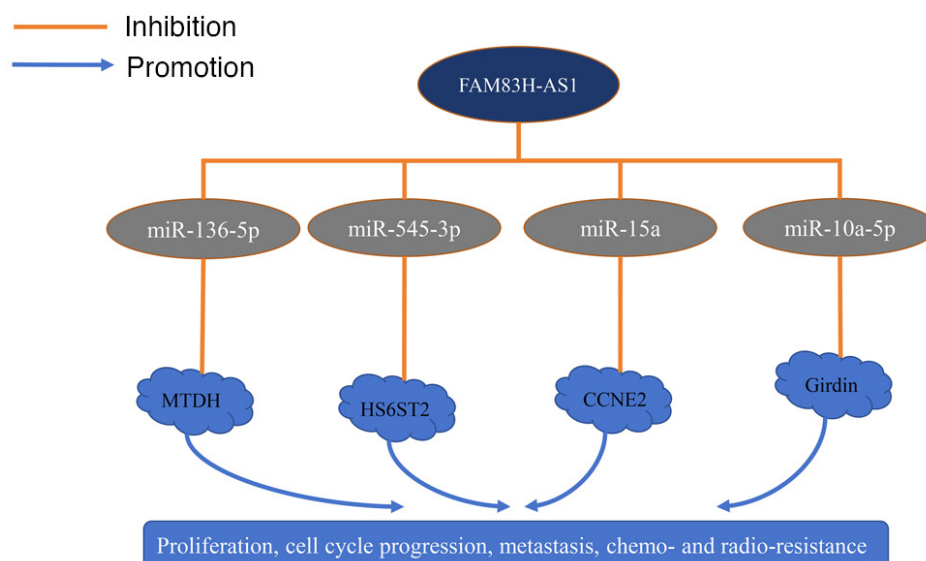 Inhibition
Promotion
FAM83H-AS1
miR-136-5p
miR-545-3p
miR-15a
miR-10a-5p
MTDH
HS6ST2
CCNE2
Girdin
Proliferation, cell cycle progression, metastasis, chemo- and radio-resistance